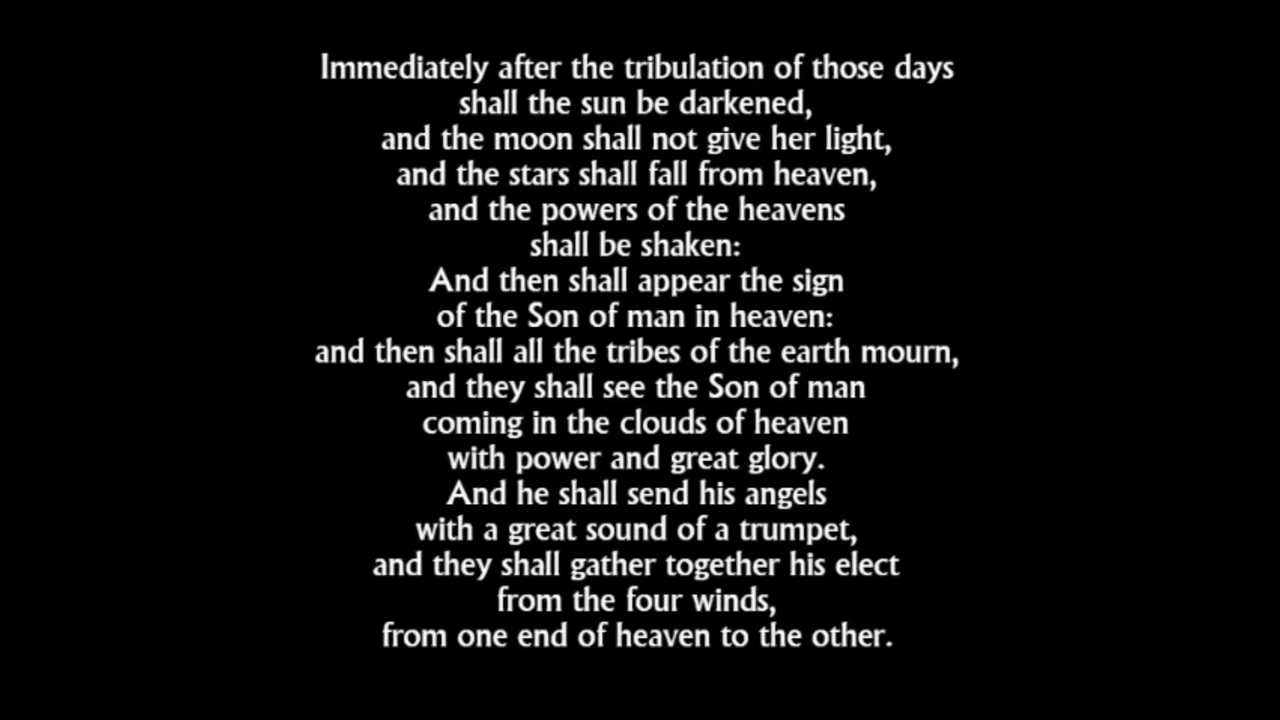 Immediately after the tribulation of those days
shall the sun be darkened,
and the moon shall not give her light,
and the stars shall fall from heaven,
and the powers of the heavens
shall be shaken:
And then shall appear the sign
of the Son of man in heaven:
and then shall all the tribes of the earth mourn,
and they shall see the Son of man
coming in the clouds of heaven
with power and great glory.
And he shall send his angels
with a great sound of a trumpet,
and they shall gather together his elect
from the four winds,
from one end of heaven to the other.